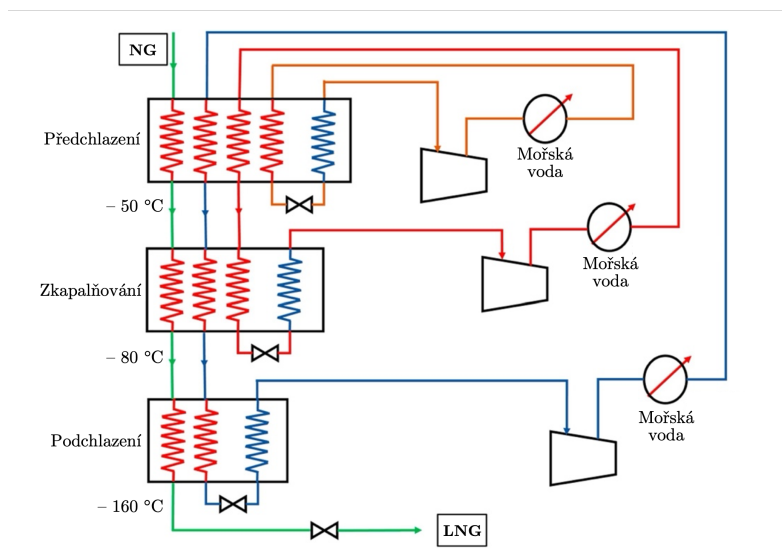 NG
Předchlazení
Mořská
voda
– 50 °C
Zkapalňování
Mořská
voda
– 80 °C
Mořská
voda
Podchlazení
– 160 °C
LNG